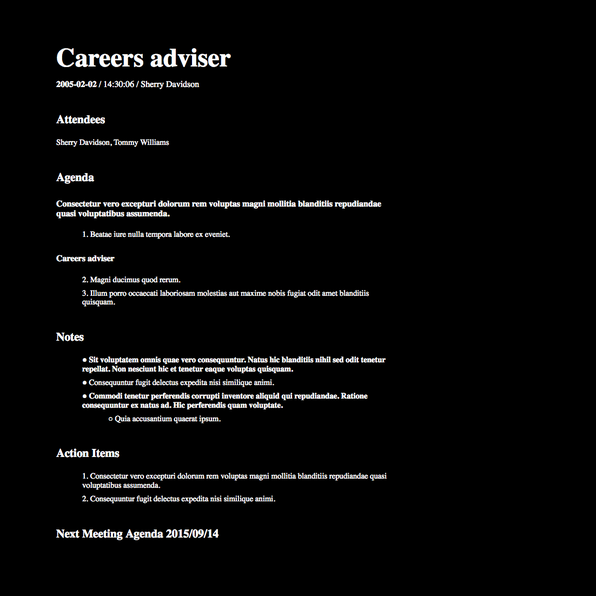 Careers adviser
2005-02-02 / 14:30:06 / Sherry Davidson
Attendees
Sherry Davidson, Tommy Williams
Agenda
Consectetur vero excepturi dolorum rem voluptas magni mollitia blanditiis repudiandae
quasi voluptatibus assumenda.
1. Beatae iure nulla tempora labore ex eveniet.
Careers adviser
2. Magni ducimus quod rerum.
3. Illum porro occaecati laboriosam molestias aut maxime nobis fugiat odit amet blanditiis
quisquam.
Notes
● Sit voluptatem omnis quae vero consequuntur. Natus hic blanditiis nihil sed odit tenetur
repellat. Non nesciunt hic et tenetur eaque voluptas quisquam.
● Consequuntur fugit delectus expedita nisi similique animi.
● Commodi tenetur perferendis corrupti inventore aliquid qui repudiandae. Ratione
consequuntur ex natus ad. Hic perferendis quam voluptate.
○ Quia accusantium quaerat ipsum.
Action Items
1. Consectetur vero excepturi dolorum rem voluptas magni mollitia blanditiis repudiandae quasi
voluptatibus assumenda.
2. Consequuntur fugit delectus expedita nisi similique animi.
Next Meeting Agenda 2015/09/14